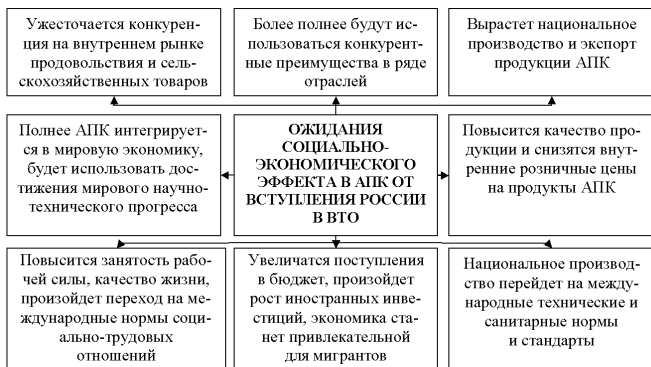 Ужесточается конкурен-
ция на внутреннем рынке
продовольствия и сель-
скохозяйственных товаров
Более полнее будут ис-
пользоваться конкурент-
ные преимущества в ряде
отраслей
Вырастет национальное
производство и экспорт
продукции АПК
Полнее АПК интегрирует-
ся в мировую экономику,
будет использовать дос-
тижения мирового научно-
технического прогресса
ОЖИДАНИЯ
СОЦИАЛЬНО-
ЭКОНОМИЧЕСКОГО
ЭФФЕКТА В АПК ОТ
ВСТУПЛЕНИЯ РОССИИ
В ВТО
Повысится качество про-
дукции и снизятся внут-
ренние розничные цены
на продукты АПК
Повысится занятость рабо-
чей силы, качество жизни,
произойдет переход на ме-
ждународные нормы соци-
ально-трудовых
отношений
Увеличатся поступления
в бюджет, произойдет
рост иностранных инве-
стиций, экономика ста-
нет привлекательной
для мигрантов
Национальное производ-
ство перейдет на между-
народные технические и
санитарные нормы
и стандарты